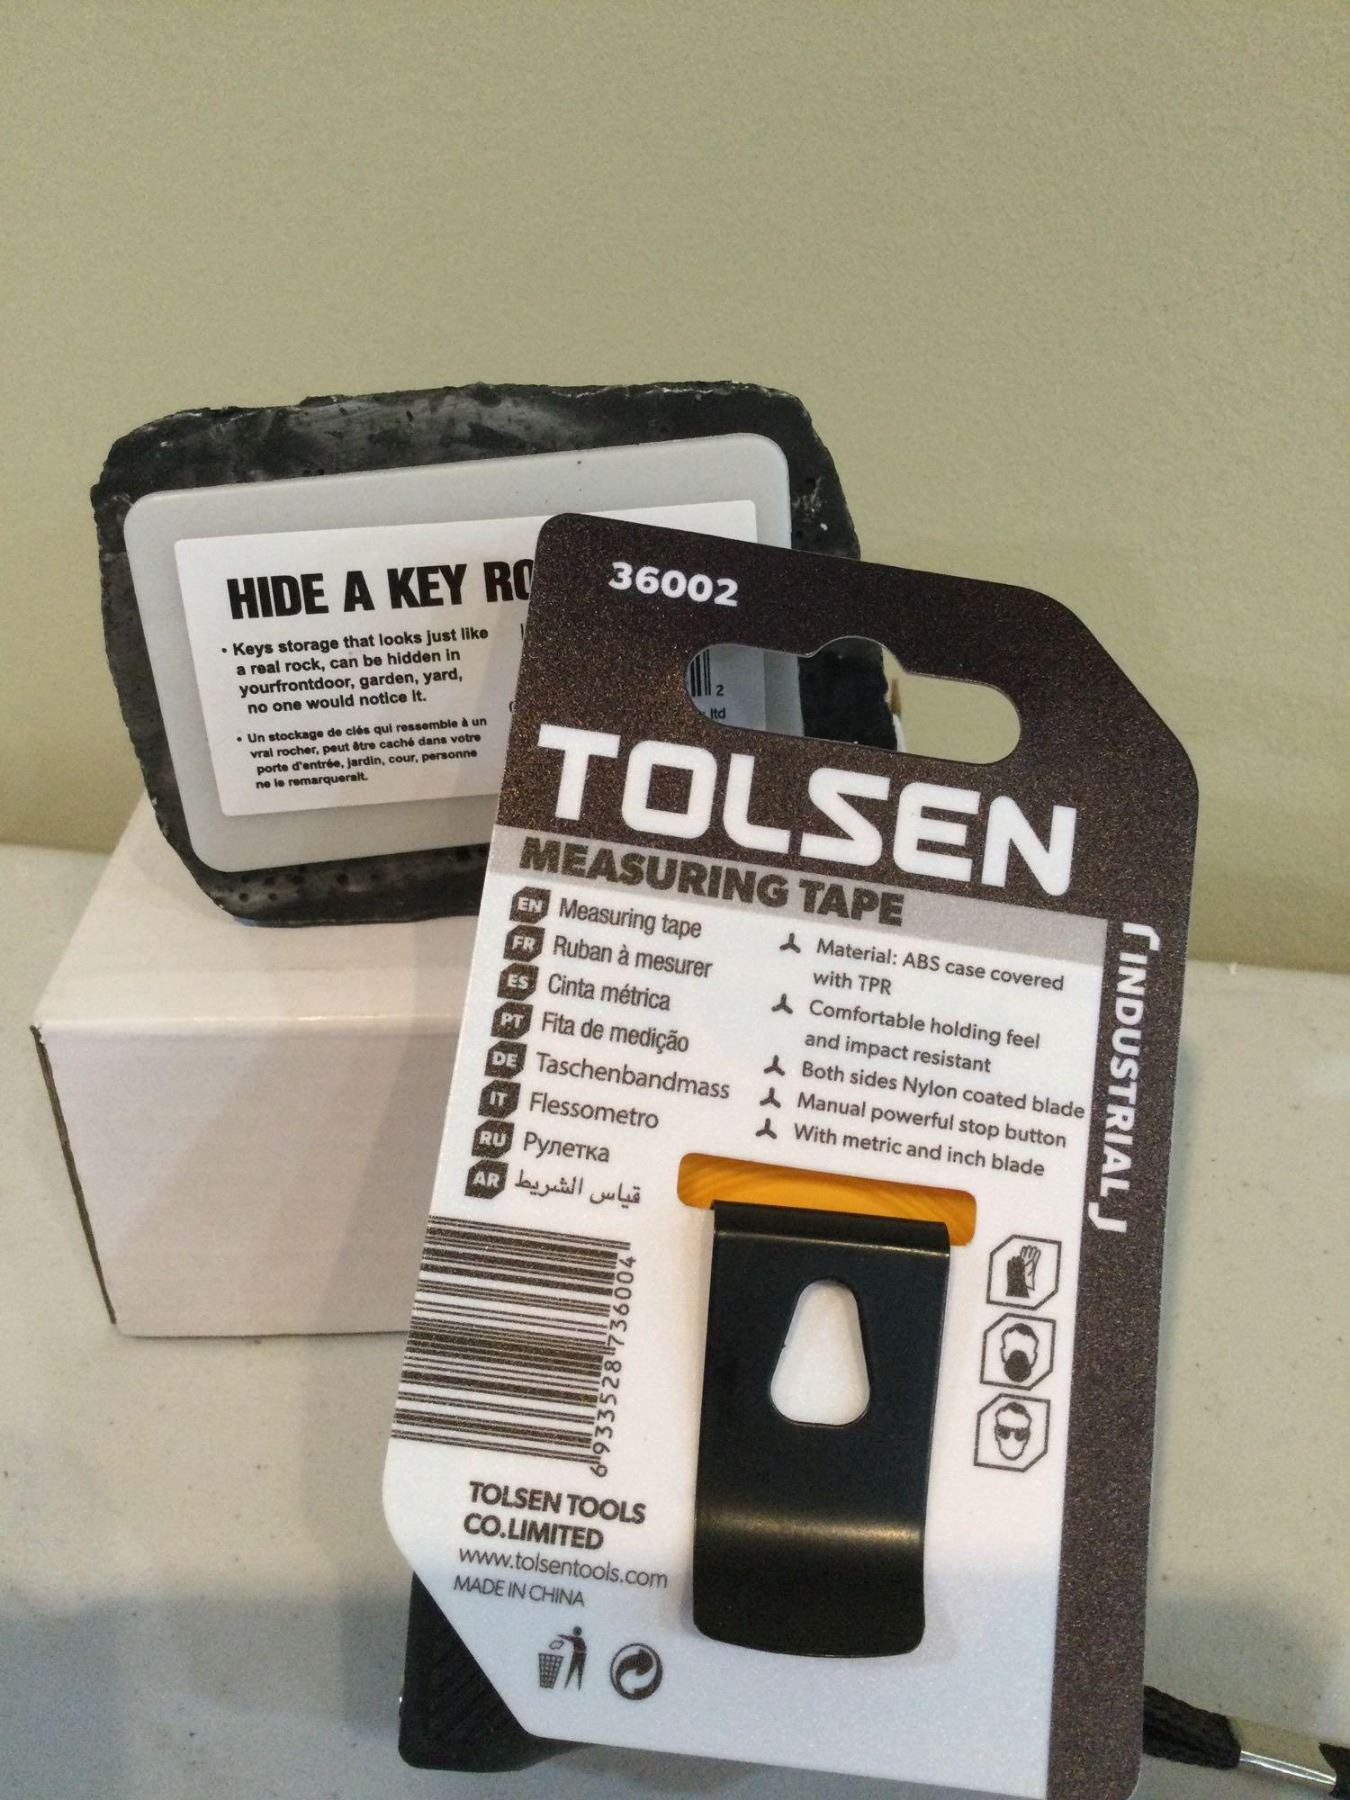 HIDE A KEY
• Keys storage that looks just like
a real rock, can be hidden in
yourfrontdoor, garden, yard,
no one would notice it.
• Un stockage de clés qui ressemble à un
vrai rocher, peut être caché dans votre
porte d'entrée, jardin, cour, personne
ne le remarquerait.
2
ltd
36002
TOLSEN
MEASURING TAPE
EN Measuring tape
FR Ruban à mesurer
ES Cinta métrica
PT Fita de medição
DE Taschenbandmass
IT Flessometro
RU Рулетка
AR قياس الشريط
Material: ABS case covered
with TPR
Comfortable holding feel
and impact resistant
Both sides Nylon coated blade
Manual powerful stop button
With metric and inch blade
INDUSTRIAL
6 933528 736004
TOLSEN TOOLS
CO.LIMITED
www.tolsentools.com
MADE IN CHINA